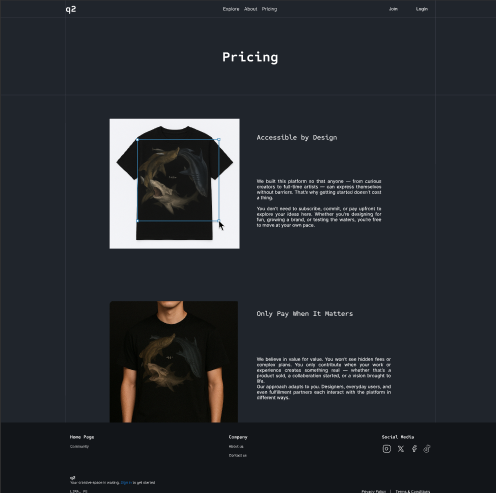 q2
Explore About Pricing
Join
Login
Pricing
Accessible by Design
We built this platform so that anyone — from curious
creators to full-time artists — can express themselves
without barriers. That's why getting started doesn't cost
a thing.
You don't need to subscribe, commit, or pay upfront to
explore your ideas here. Whether you're designing for
fun, growing a brand, or testing the waters, you're free
to move at your own pace.
Only Pay When It Matters
We believe in value for value. You won't see hidden fees or
complex plans. You only contribute when your work or
experience creates something real — whether that's a
product sold, a collaboration started, or a vision brought to
life.
Our approach adapts to you. Designers, everyday users, and
even fulfillment partners each interact with the platform in
different ways.
Home Page
Community
Company
About us
Contact us
Social Media
q2
Your creative space is waiting. Sign in to get started
Privacy Policy | Terms & Conditions